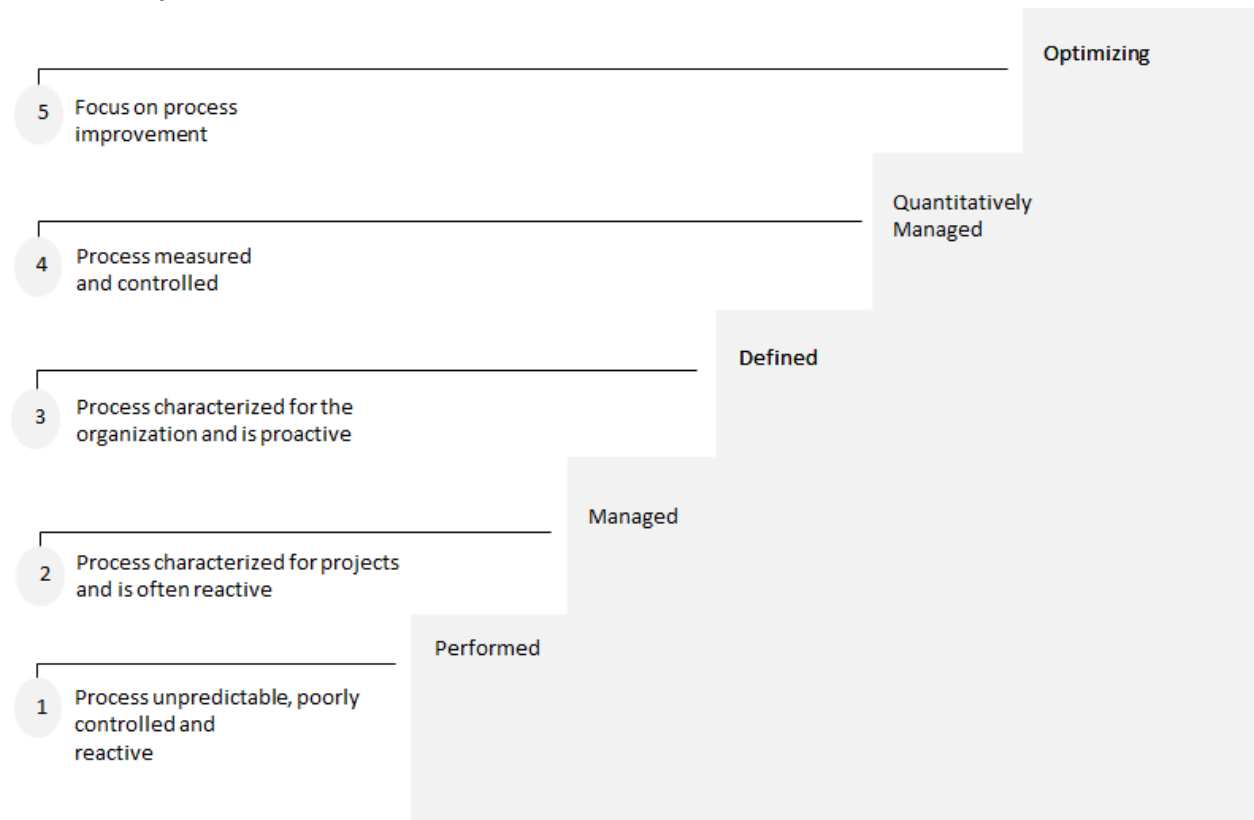 Optimizing
5
Focus on process
improvement
Quantitatively
Managed
4
Process measured
and controlled
Defined
3
Process characterized for the
organization and is proactive
Managed
2
Process characterized for projects
and is often reactive
Performed
1
Process unpredictable, poorly
controlled and
reactive